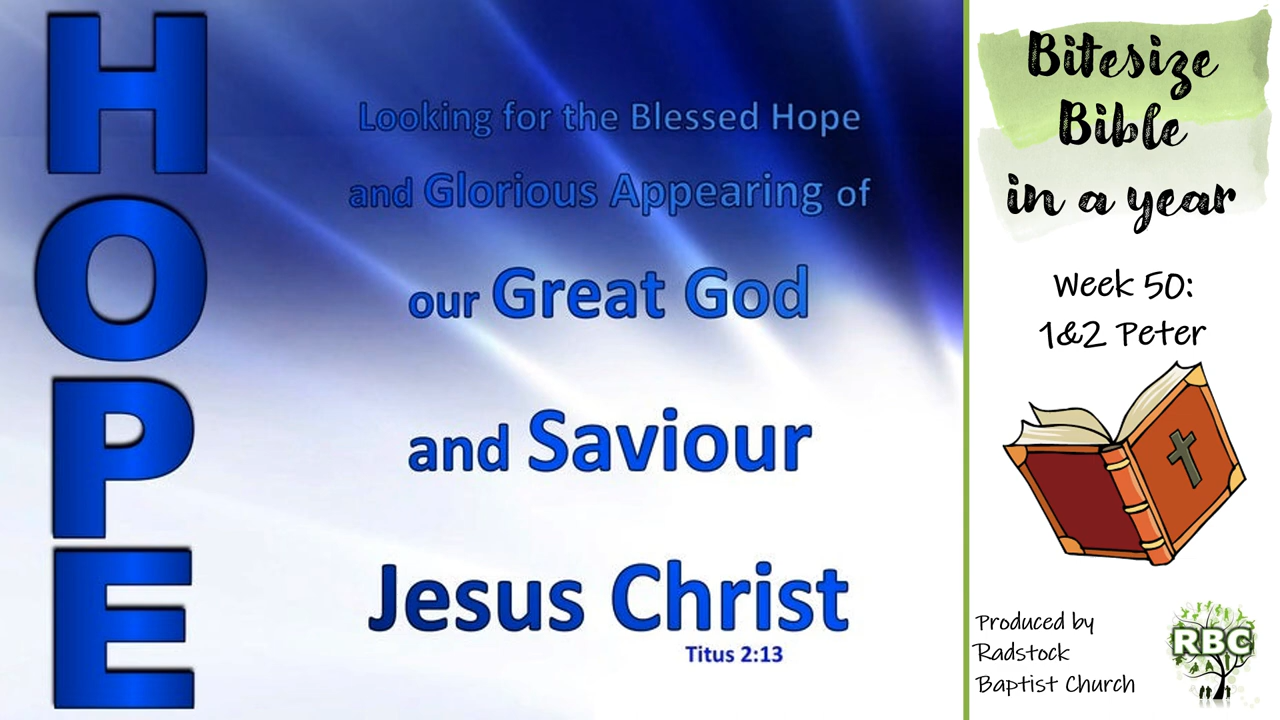 HOPE
Looking for the Blessed Hope
and Glorious Appearing of
our Great God
and Saviour
Jesus Christ
Titus 2:13
Bitesize
Bible
in a year
Week 50:
1&2 Peter
Produced by
Radstock
Baptist Church
RBC